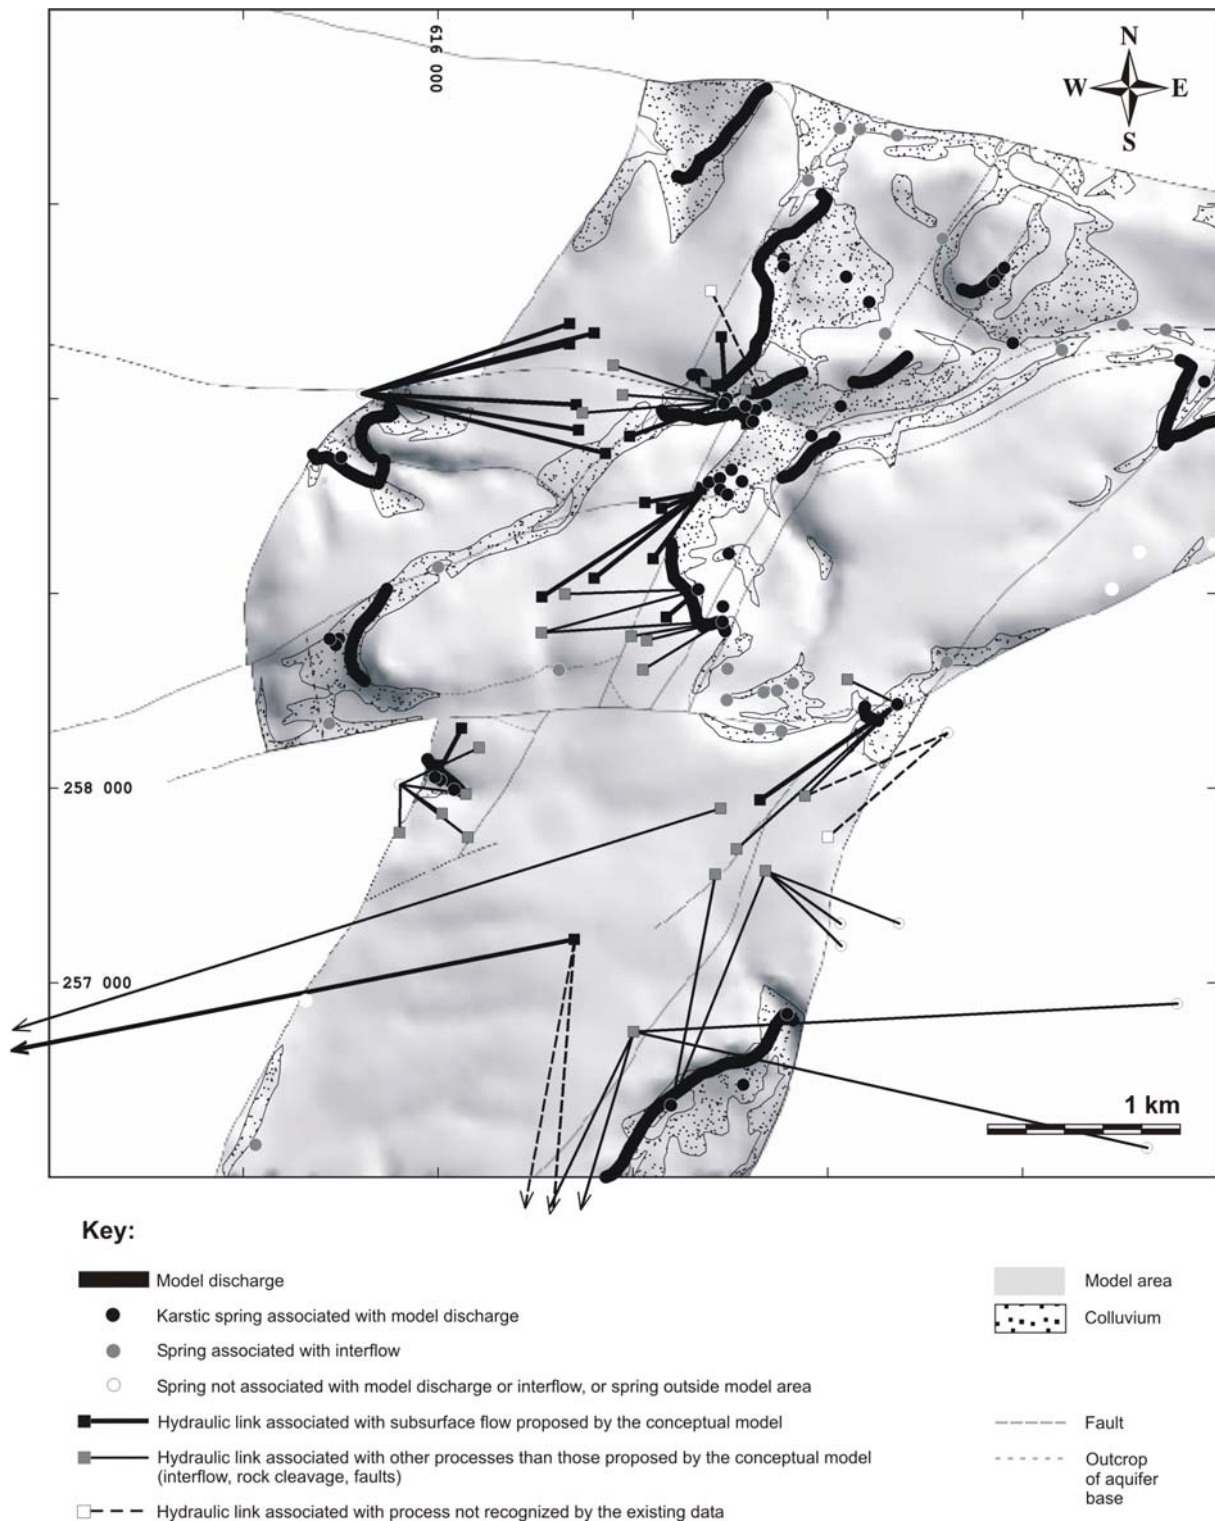 616 000
N
W E
S
258 000
257 000
1 km
Key:
Model discharge
Karstic spring associated with model discharge
Spring associated with interflow
Spring not associated with model discharge or interflow, or spring outside model area
Hydraulic link associated with subsurface flow proposed by the conceptual model
Hydraulic link associated with other processes than those proposed by the conceptual model
(interflow, rock cleavage, faults)
Hydraulic link associated with process not recognized by the existing data
Model area
Colluvium
Fault
Outcrop
of aquifer
base